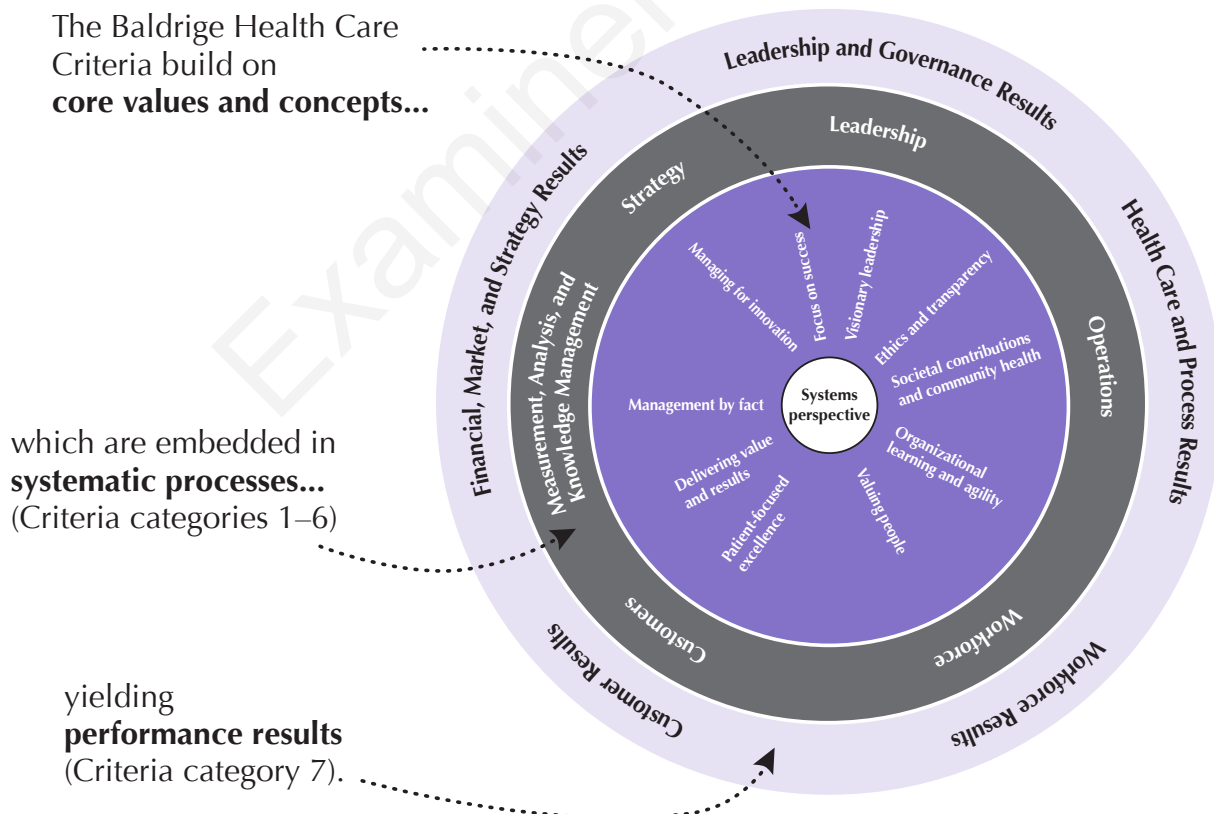 The Baldrige Health Care
Criteria build on
core values and concepts...
which are embedded in
systematic processes...
(Criteria categories 1–6)
yielding
performance results
(Criteria category 7).
Leadership and Governance Results
Health Care and Process Results
Workforce Results
Customer Results
Financial, Market, and Strategy Results
Leadership
Operations
Workforce
Customers
Measurement, Analysis, and
Knowledge Management
Strategy
Systems
perspective
Visionary leadership
Ethics and transparency
Societal contributions
and community health
Organizational
learning and agility
Valuing people
Patient-focused
excellence
Delivering value
and results
Management by fact
Managing for innovation
Focus on success